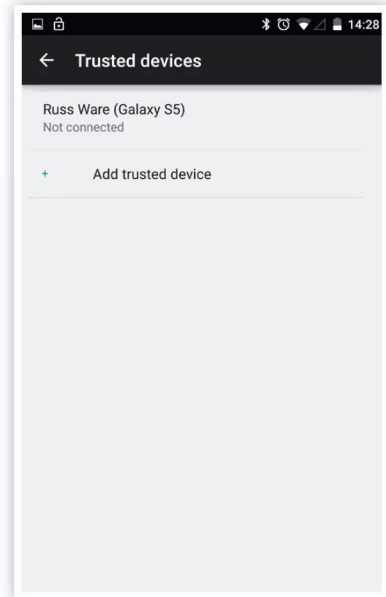 14:28
Trusted devices
Russ Ware (Galaxy S5)
Not connected
+ Add trusted device